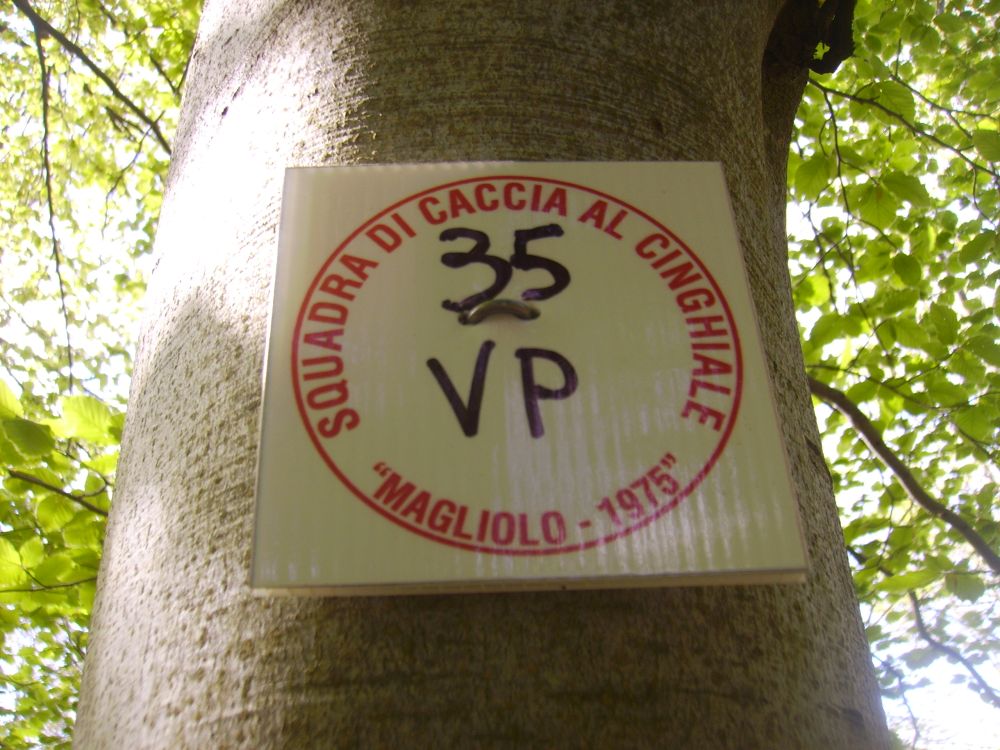 SQUADRA DI CACCIA AL CINGHIALE
35
VP
"MAGLIOLO - 1975"